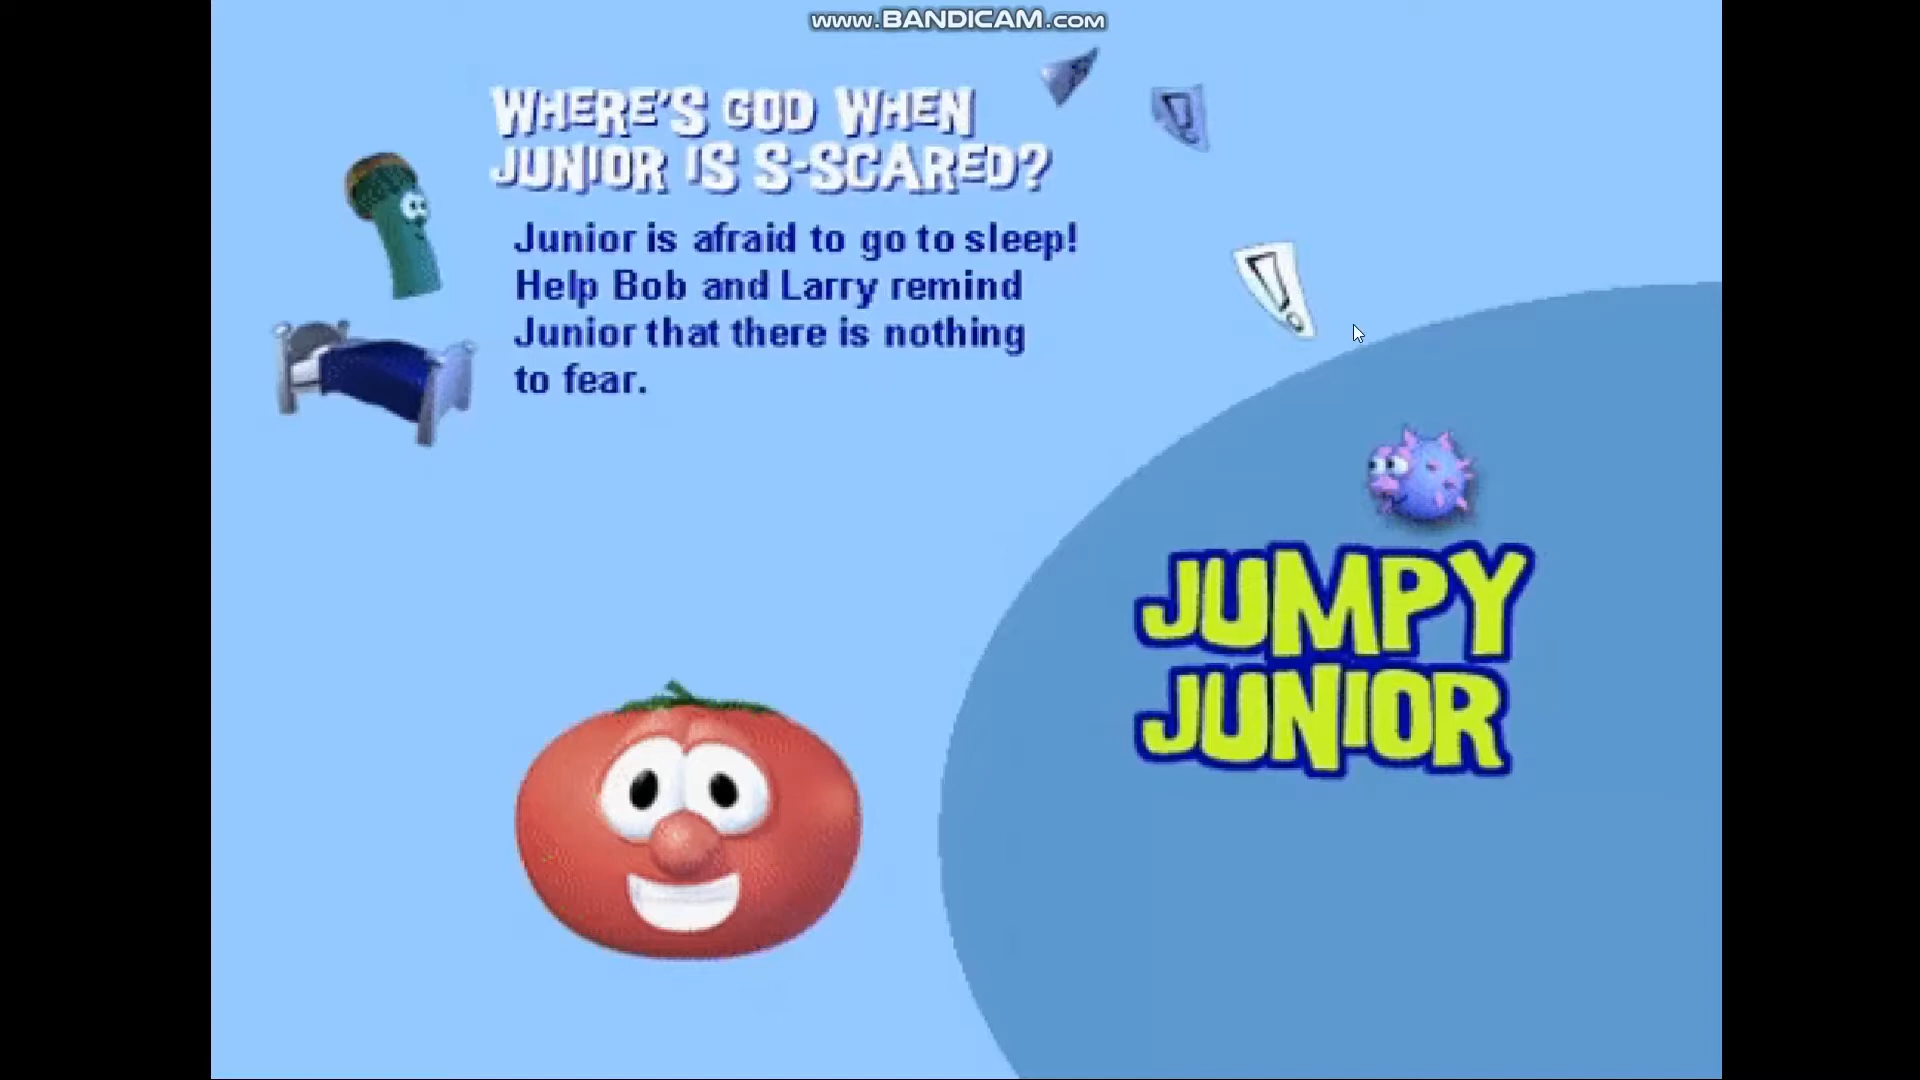 www.BANDICAM.com
WHERE'S GOD WHEN
JUNIOR IS S-SCARED?
Junior is afraid to go to sleep!
Help Bob and Larry remind
Junior that there is nothing
to fear.
!
!
JUMPY
JUNIOR